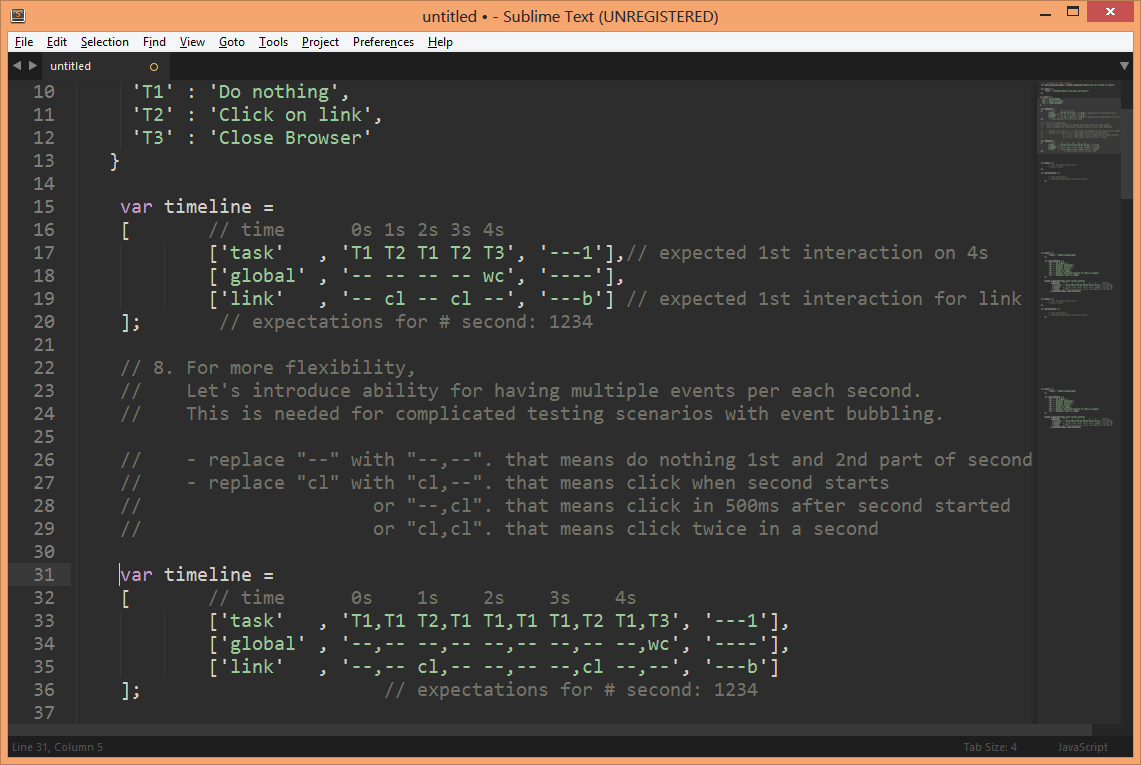 untitled • - Sublime Text (UNREGISTERED)
File Edit Selection Find View Goto Tools Project Preferences Help
untitled
10 'T1' : 'Do nothing',
11 'T2' : 'Click on link',
12 'T3' : 'Close Browser'
13 }
14
15 var timeline =
16 [ // time 0s 1s 2s 3s 4s
17 ['task' , 'T1 T2 T1 T2 T3', '---1'],// expected 1st interaction on 4s
18 ['global' , '-- -- -- -- wc', '----'],
19 ['link' , '-- cl -- cl --', '---b'] // expected 1st interaction for link
20 ]; // expectations for # second: 1234
21
22 // 8. For more flexibility,
23 // Let's introduce ability for having multiple events per each second.
24 // This is needed for complicated testing scenarios with event bubbling.
25
26 // - replace "--" with "--,--". that means do nothing 1st and 2nd part of second
27 // - replace "cl" with "cl,--". that means click when second starts
28 // or "--,cl". that means click in 500ms after second started
29 // or "cl,cl". that means click twice in a second
30
31 var timeline =
32 [ // time 0s 1s 2s 3s 4s
33 ['task' , 'T1,T1 T2,T1 T1,T1 T1,T2 T1,T3', '---1'],
34 ['global' , '--,-- --,-- --,-- --,-- --,wc', '----'],
35 ['link' , '--,-- cl,-- --,-- --,cl --,--', '---b']
36 ]; // expectations for # second: 1234
37
Line 31, Column 5 Tab Size: 4 JavaScript